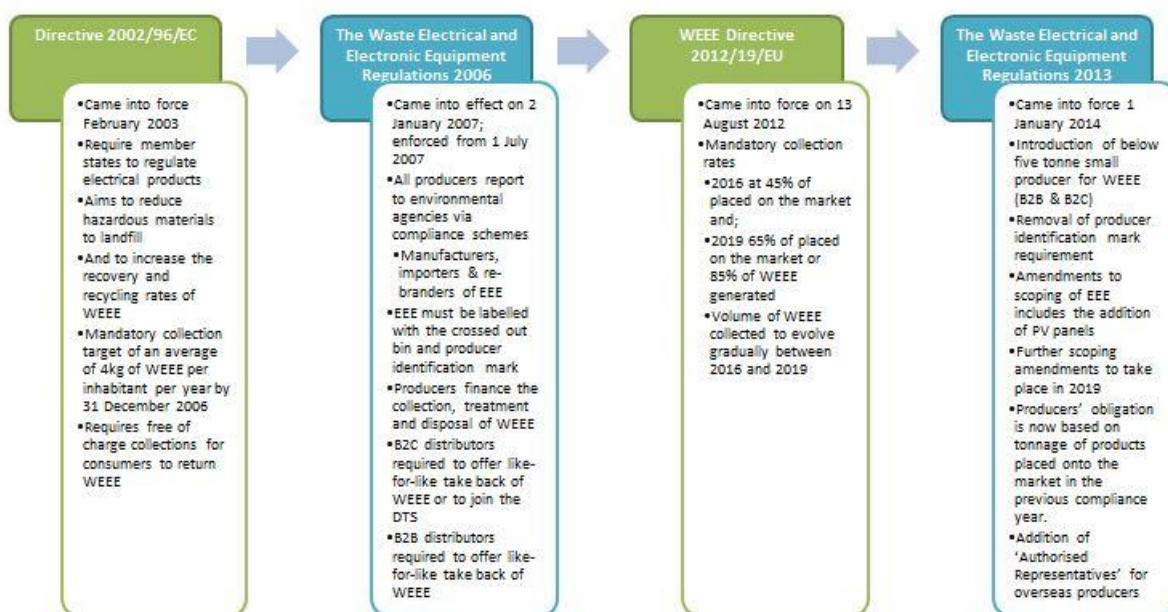 Directive 2002/96/EC
•Came into force
February 2003
•Require member
states to regulate
electrical products
•Aims to reduce
hazardous materials
to landfill
•And to increase the
recovery and
recycling rates of
WEEE
•Mandatory collection
target of an average
of 4kg of WEEE per
inhabitant per year by
31 December 2006
•Requires free of
charge collections for
consumers to return
WEEE
The Waste Electrical and
Electronic Equipment
Regulations 2006
•Came into effect on 2
January 2007;
enforced from 1 July
2007
•All producers report
to environmental
agencies via
compliance schemes
•Manufacturers,
importers & re-
branders of EEE
•EEE must be labelled
with the crossed out
bin and producer
identification mark
•Producers finance the
collection, treatment
and disposal of WEEE
•B2C distributors
required to offer like-
for-like take back of
WEEE or to join the
DTS
•B2B distributors
required to offer like-
for-like take back of
WEEE
WEEE Directive
2012/19/EU
•Came into force on 13
August 2012
•Mandatory collection
rates
•2016 at 45% of
placed on the market
and;
•2019 65% of placed
on the market or
85% of WEEE
generated
•Volume of WEEE
collected to evolve
gradually between
2016 and 2019
The Waste Electrical and
Electronic Equipment
Regulations 2013
•Came into force 1
January 2014
•Introduction of below
five tonne small
producer for WEEE
(B2B & B2C)
•Removal of producer
identification mark
requirement
•Amendments to
scoping of EEE
includes the addition
of PV panels
•Further scoping
amendments to take
place in 2019
•Producers' obligation
is now based on
tonnage of products
placed onto the
market in the
previous compliance
year.
•Addition of
'Authorised
Representatives' for
overseas producers